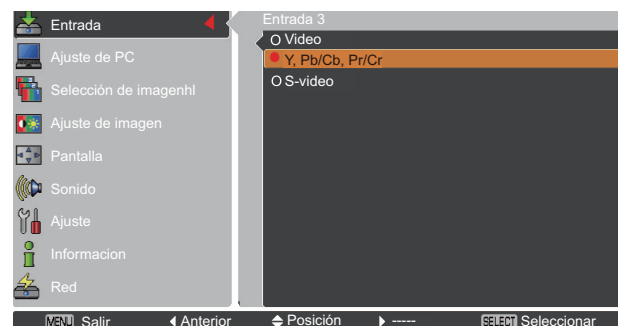 Entrada
Ajuste de PC
Selección de imagenhl
Ajuste de imagen
Pantalla
Sonido
Ajuste
Informacion
Red
Entrada 3
Video
Y, Pb/Cb, Pr/Cr
S-video
MENU Salir ◀ Anterior ◆ Posición ▶ ----- SELECT Seleccionar